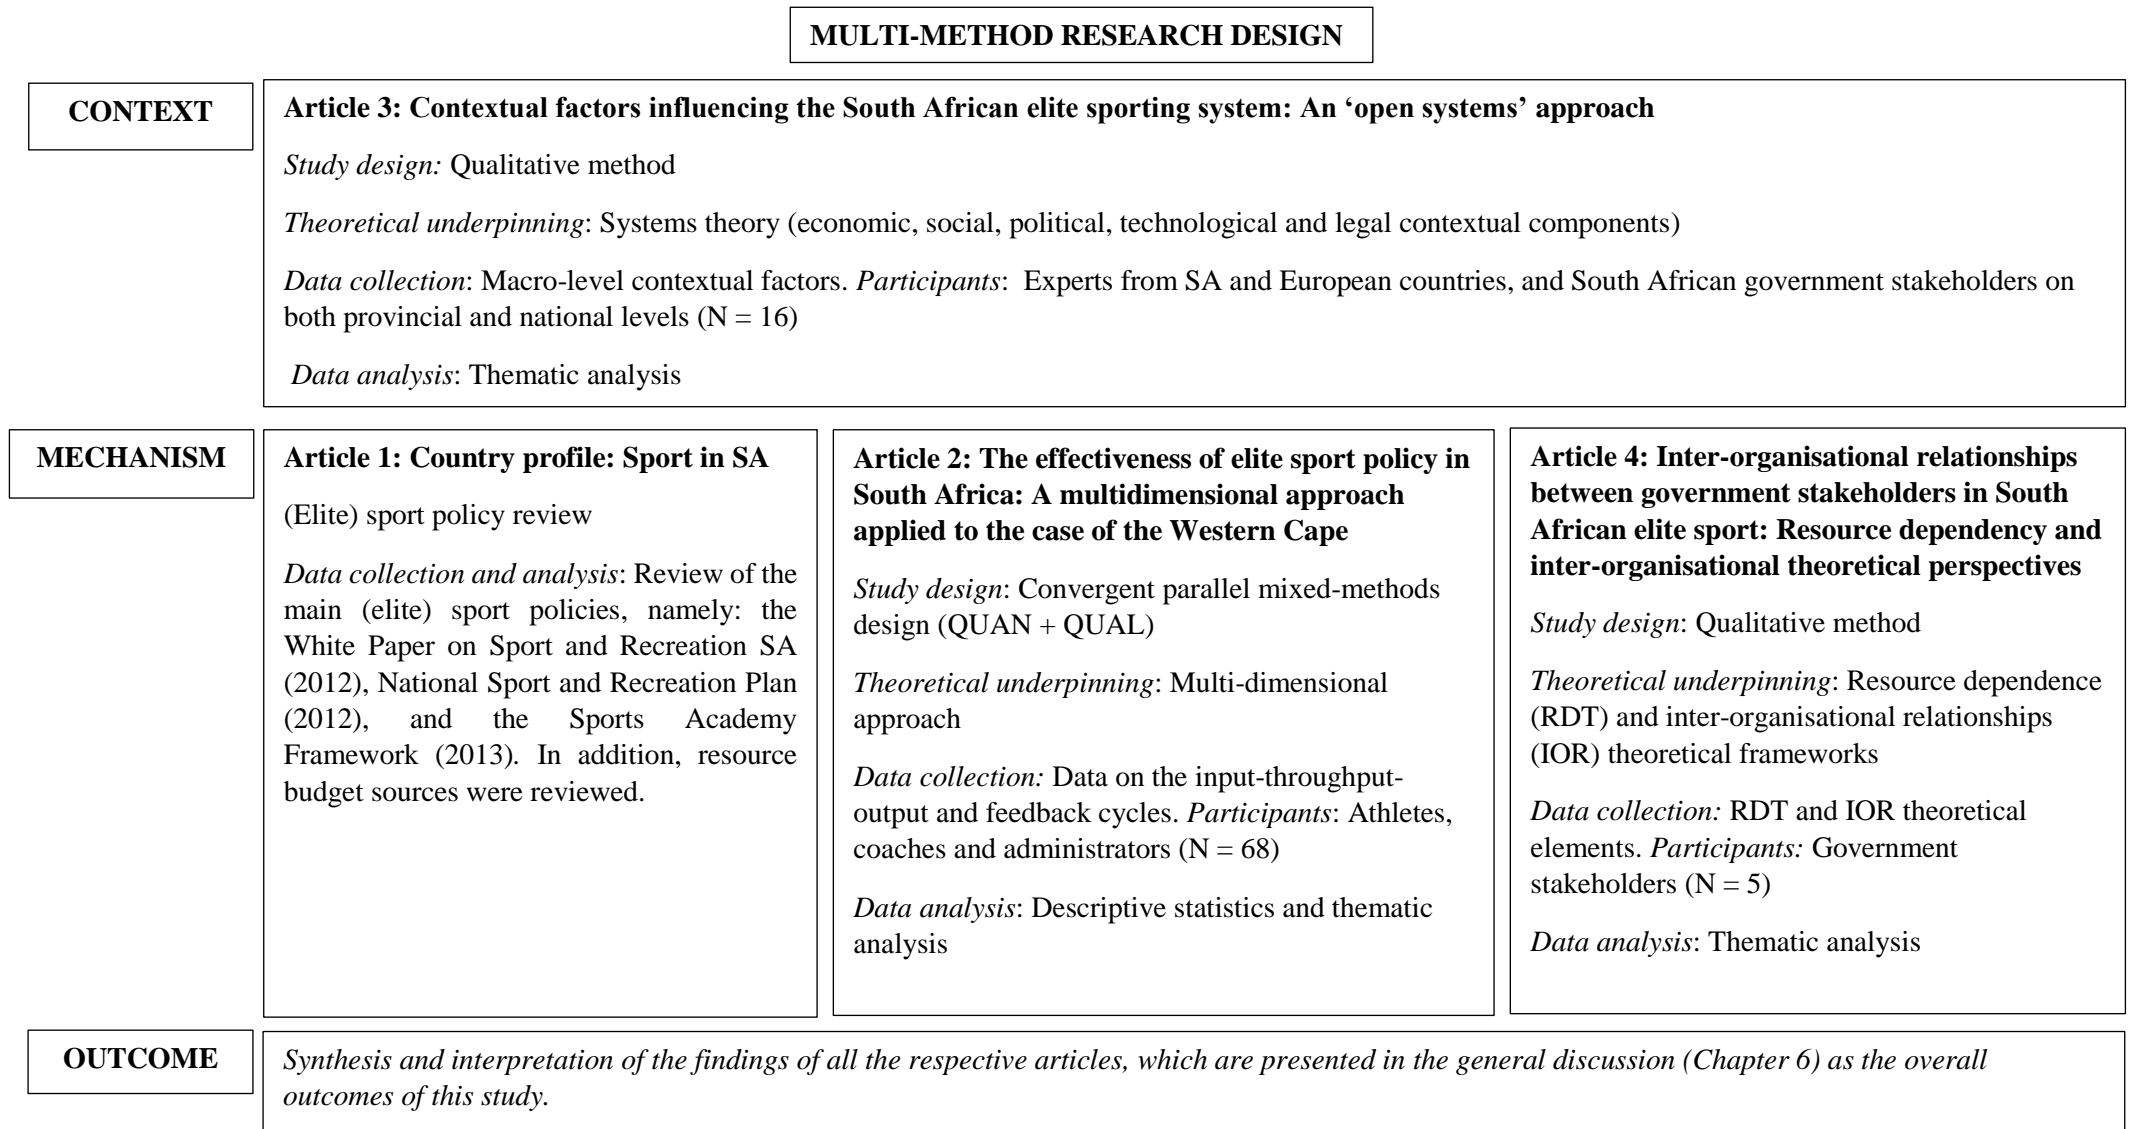 MULTI-METHOD RESEARCH DESIGN
CONTEXT
Article 3: Contextual factors influencing the South African elite sporting system: An ‘open systems’ approach
Study design: Qualitative method
Theoretical underpinning: Systems theory (economic, social, political, technological and legal contextual components)
Data collection: Macro-level contextual factors. Participants: Experts from SA and European countries, and South African government stakeholders on
both provincial and national levels (N = 16)
Data analysis: Thematic analysis
MECHANISM
Article 1: Country profile: Sport in SA
(Elite) sport policy review
Data collection and analysis: Review of the
main (elite) sport policies, namely: the
White Paper on Sport and Recreation SA
(2012), National Sport and Recreation Plan
(2012), and the Sports Academy
Framework (2013). In addition, resource
budget sources were reviewed.
Article 2: The effectiveness of elite sport policy in
South Africa: A multidimensional approach
applied to the case of the Western Cape
Study design: Convergent parallel mixed-methods
design (QUAN + QUAL)
Theoretical underpinning: Multi-dimensional
approach
Data collection: Data on the input-throughput-
output and feedback cycles. Participants: Athletes,
coaches and administrators (N = 68)
Data analysis: Descriptive statistics and thematic
analysis
Article 4: Inter-organisational relationships
between government stakeholders in South
African elite sport: Resource dependency and
inter-organisational theoretical perspectives
Study design: Qualitative method
Theoretical underpinning: Resource dependence
(RDT) and inter-organisational relationships
(IOR) theoretical frameworks
Data collection: RDT and IOR theoretical
elements. Participants: Government
stakeholders (N = 5)
Data analysis: Thematic analysis
OUTCOME
Synthesis and interpretation of the findings of all the respective articles, which are presented in the general discussion (Chapter 6) as the overall
outcomes of this study.